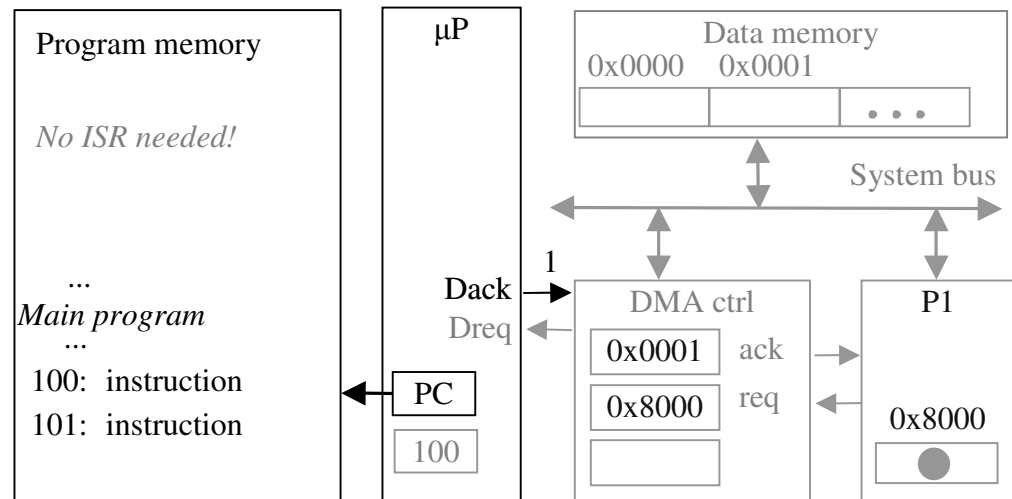 Program memory
No ISR needed!
...
Main program
...
100: instruction
101: instruction
μP
Dack
Dreq
PC
100
1
Data memory
0x0000 0x0001
...
System bus
DMA ctrl
0x0001
ack
0x8000
req
P1
0x8000